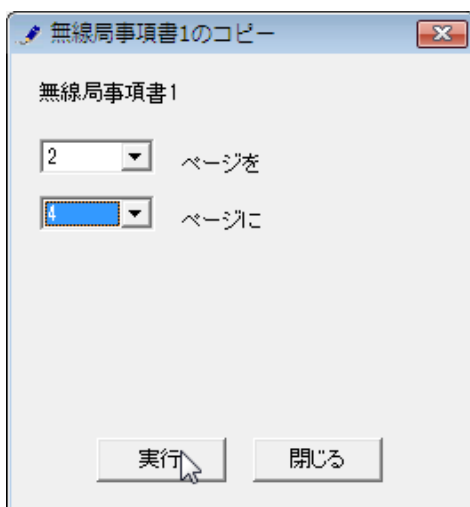 無線局事項書1のコピー
無線局事項書1
2 ページを
4 ページに
実行 閉じる